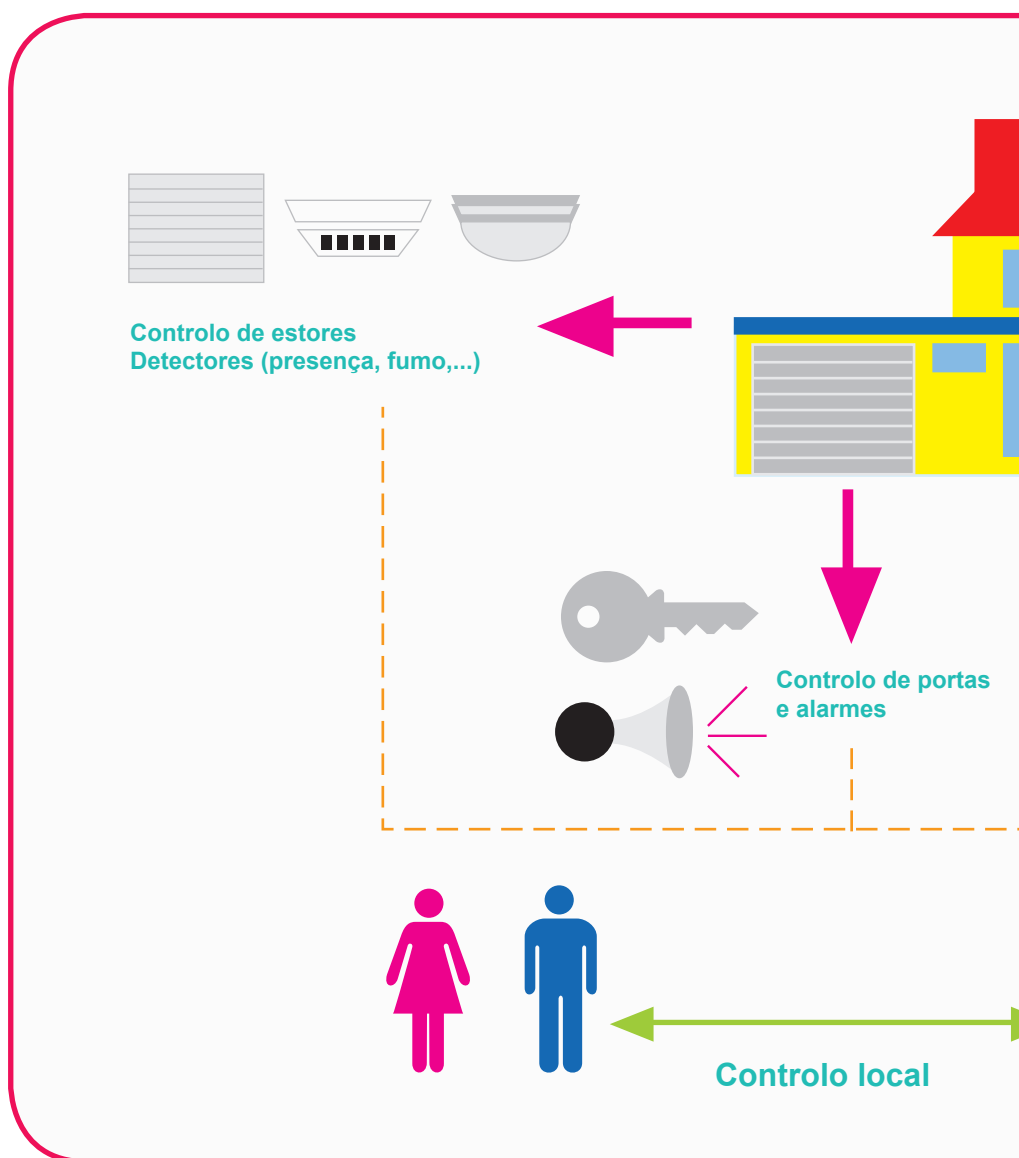 Controlo de estores
Detectores (presença, fumo,...)
Controlo de portas
e alarmes
Controlo local